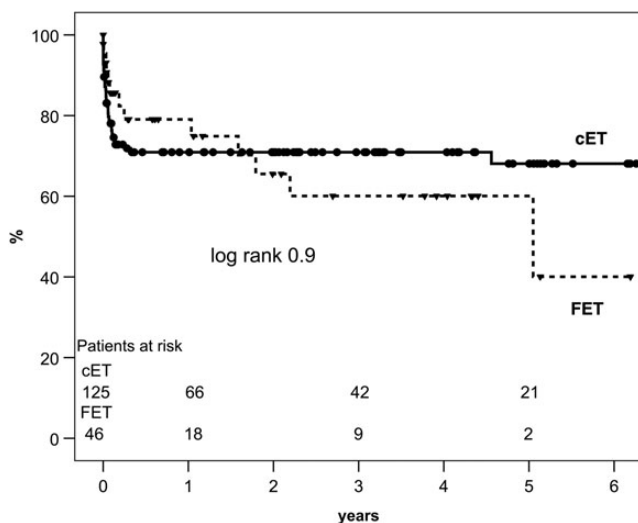 100
80
60
40
20
0
%
cET
log rank 0.9
FET
Patients at risk
cET
125 66 42 21
FET
46 18 9 2
0 1 2 3 4 5 6
years